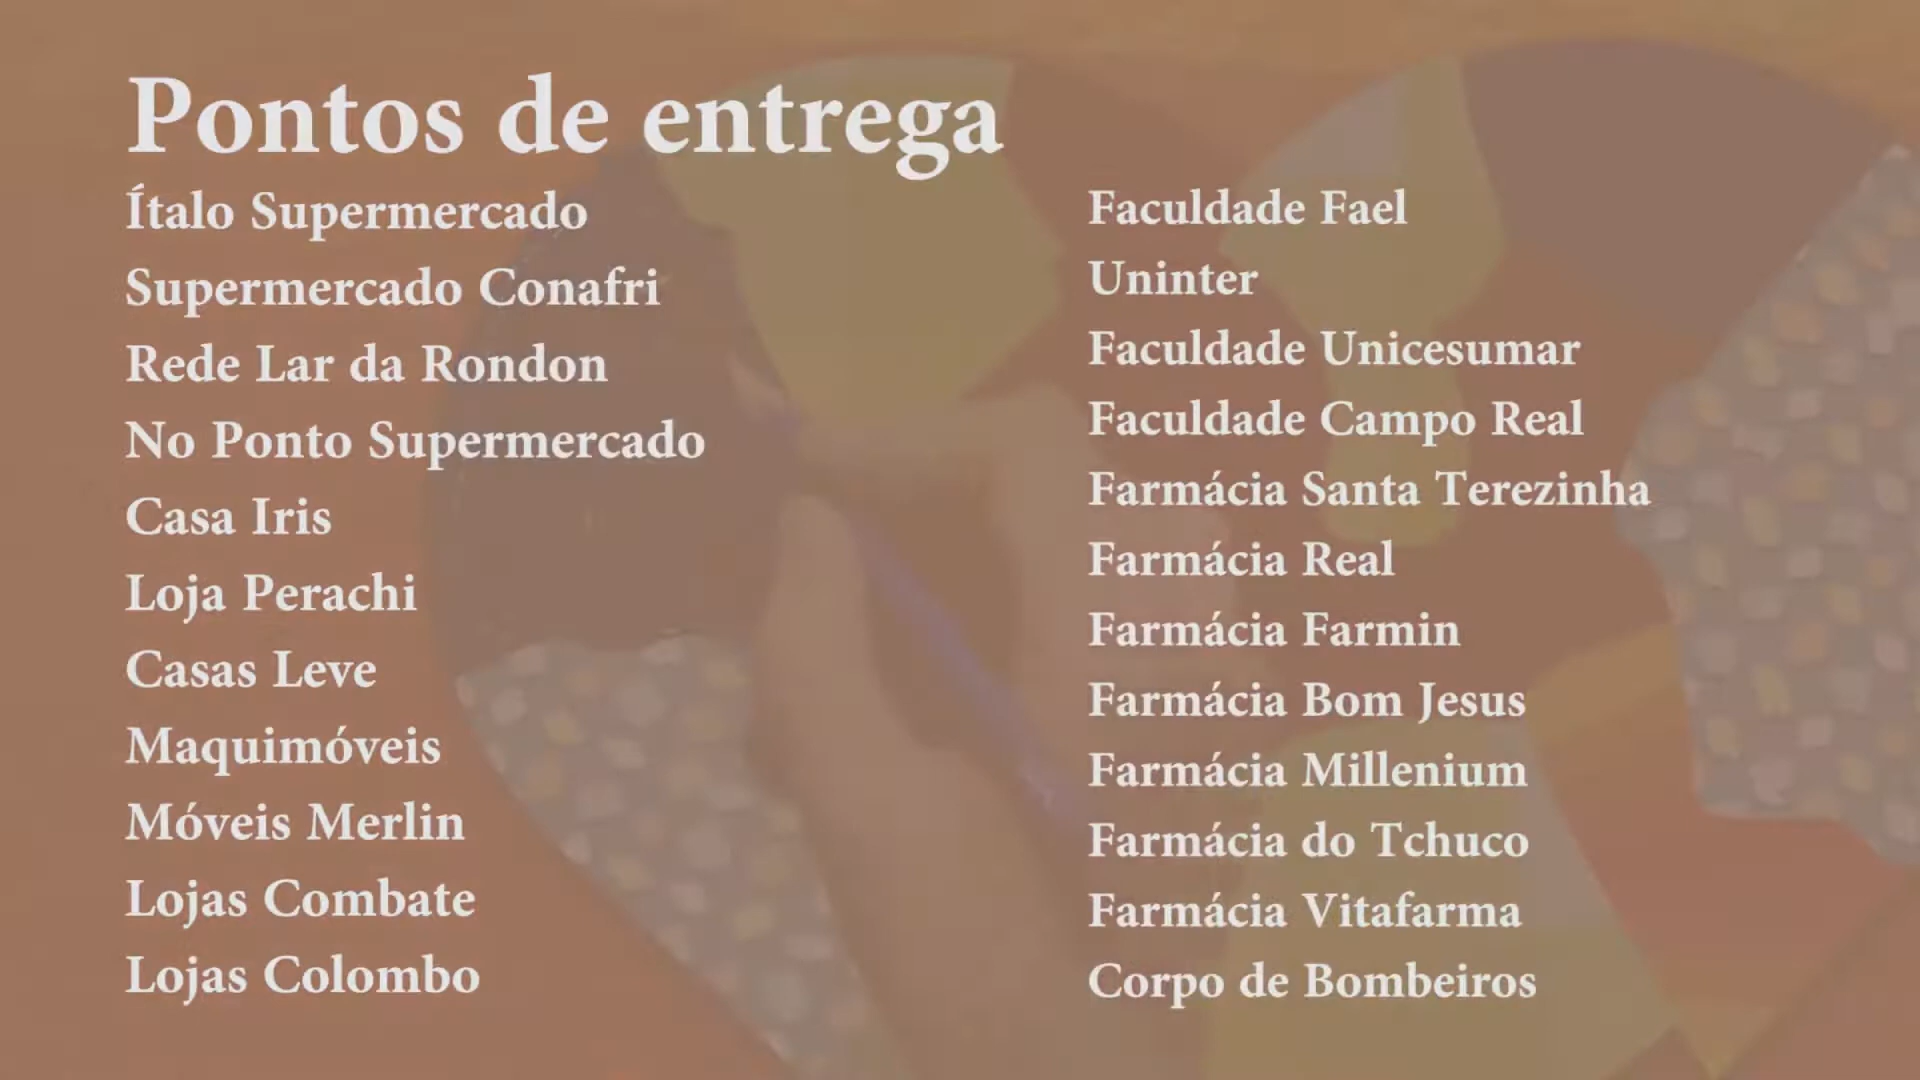 Pontos de entrega
Ítalo Supermercado
Supermercado Conafri
Rede Lar da Rondon
No Ponto Supermercado
Casa Iris
Loja Perachi
Casas Leve
Maquimóveis
Móveis Merlin
Lojas Combate
Lojas Colombo
Faculdade Fael
Uninter
Faculdade Unicesumar
Faculdade Campo Real
Farmácia Santa Terezinha
Farmácia Real
Farmácia Farmin
Farmácia Bom Jesus
Farmácia Millenium
Farmácia do Tchuco
Farmácia Vitafarma
Corpo de Bombeiros